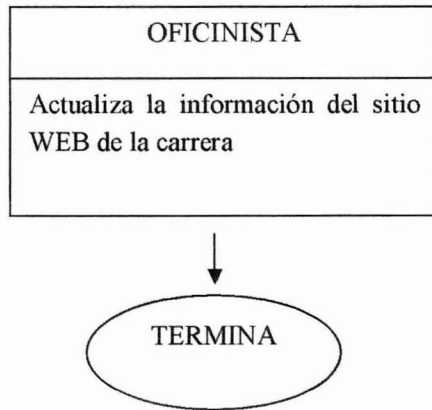 OFICINISTA
Actualiza la información del sitio
WEB de la carrera
TERMINA